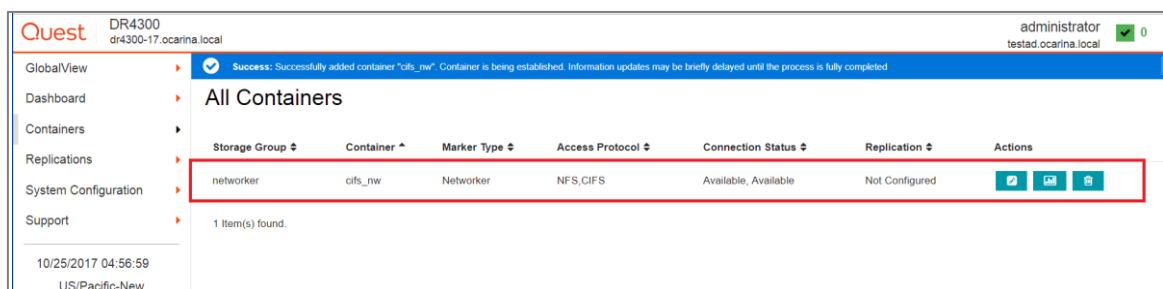 Quest DR4300 administrator 0
dr4300-17.ocarina.local testad.ocarina.local
GlobalView
Success: Successfully added container "cifs_nw". Container is being established. Information updates may be briefly delayed until the process is fully completed
Dashboard
All Containers
Containers
Storage Group Container Marker Type Access Protocol Connection Status Replication Actions
Replications
networker cifs_nw Networker NFS,CIFS Available, Available Not Configured
System Configuration
Support
1 Item(s) found.
10/25/2017 04:56:59
US/Pacific-New